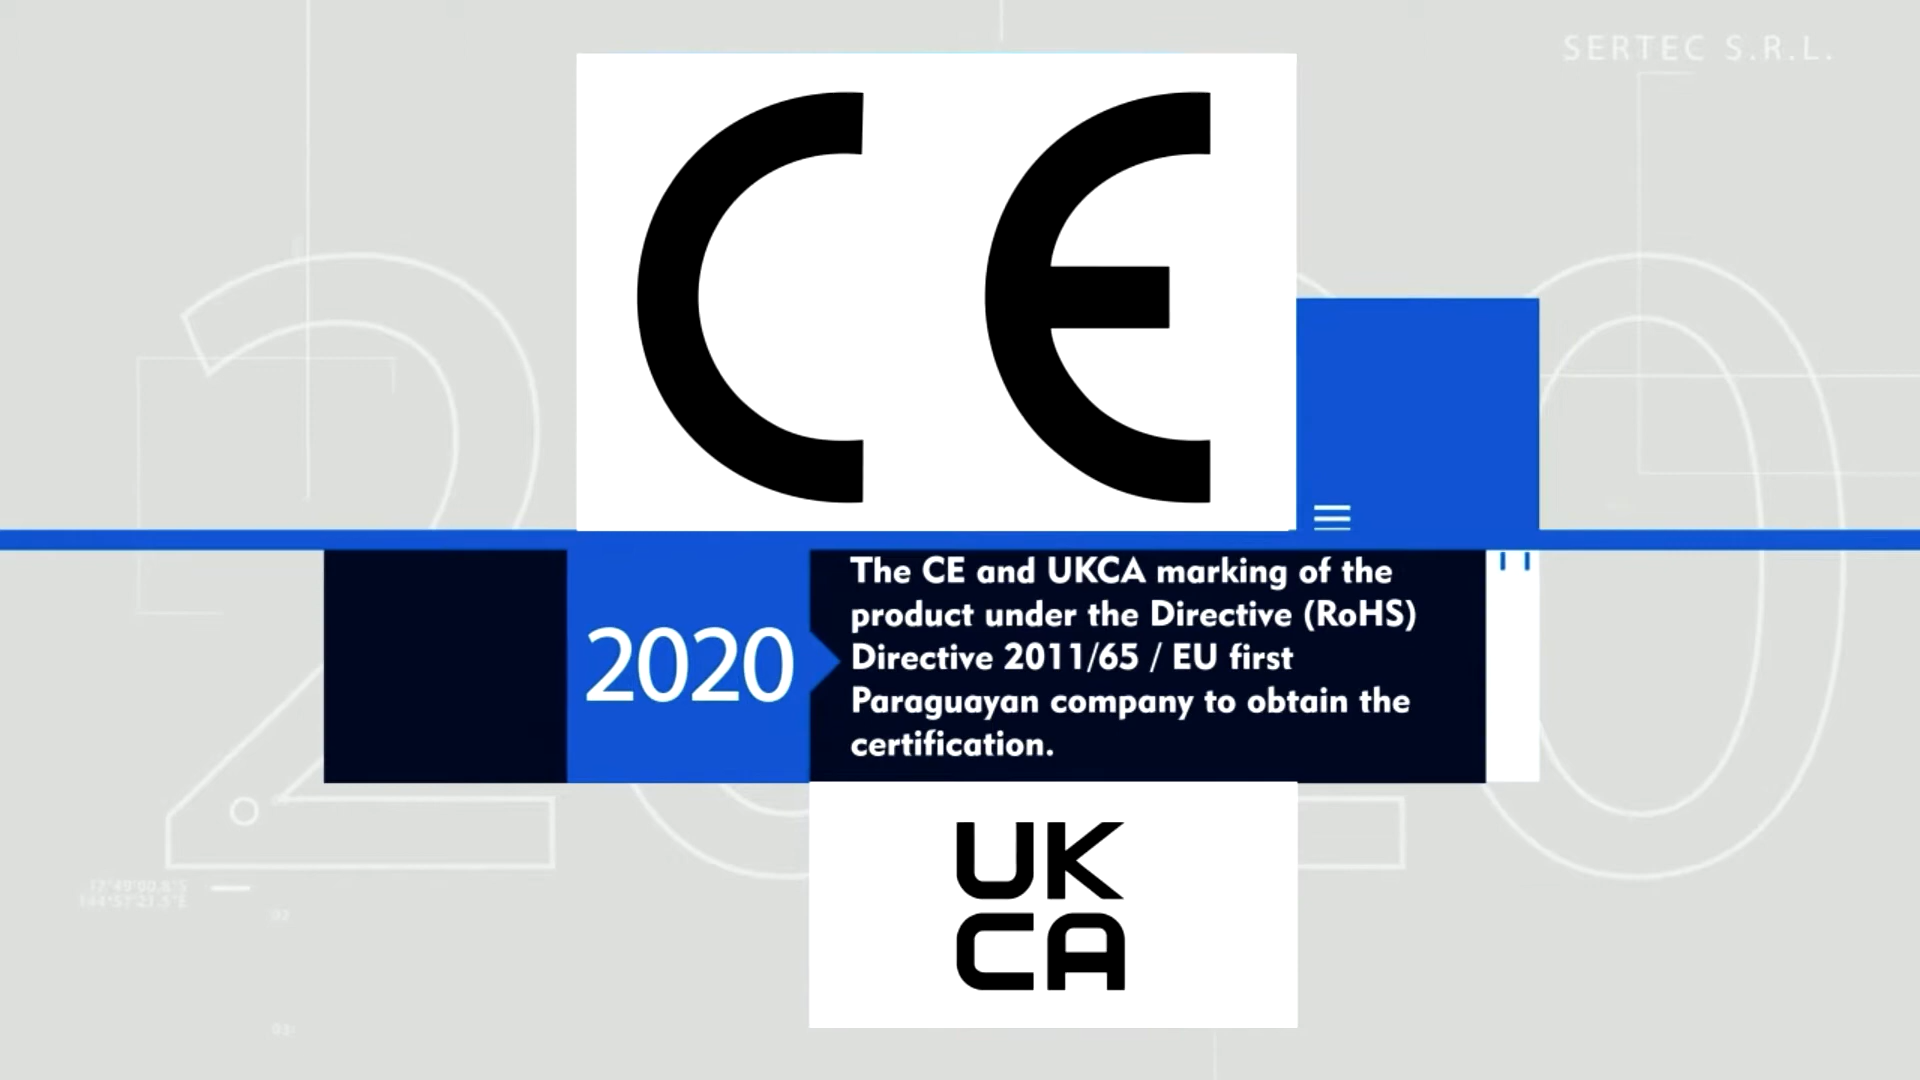 SERTEC S.R.L.
CE
2020
The CE and UKCA marking of the
product under the Directive (RoHS)
Directive 2011/65 / EU first
Paraguayan company to obtain the
certification.
UK
CA
2020